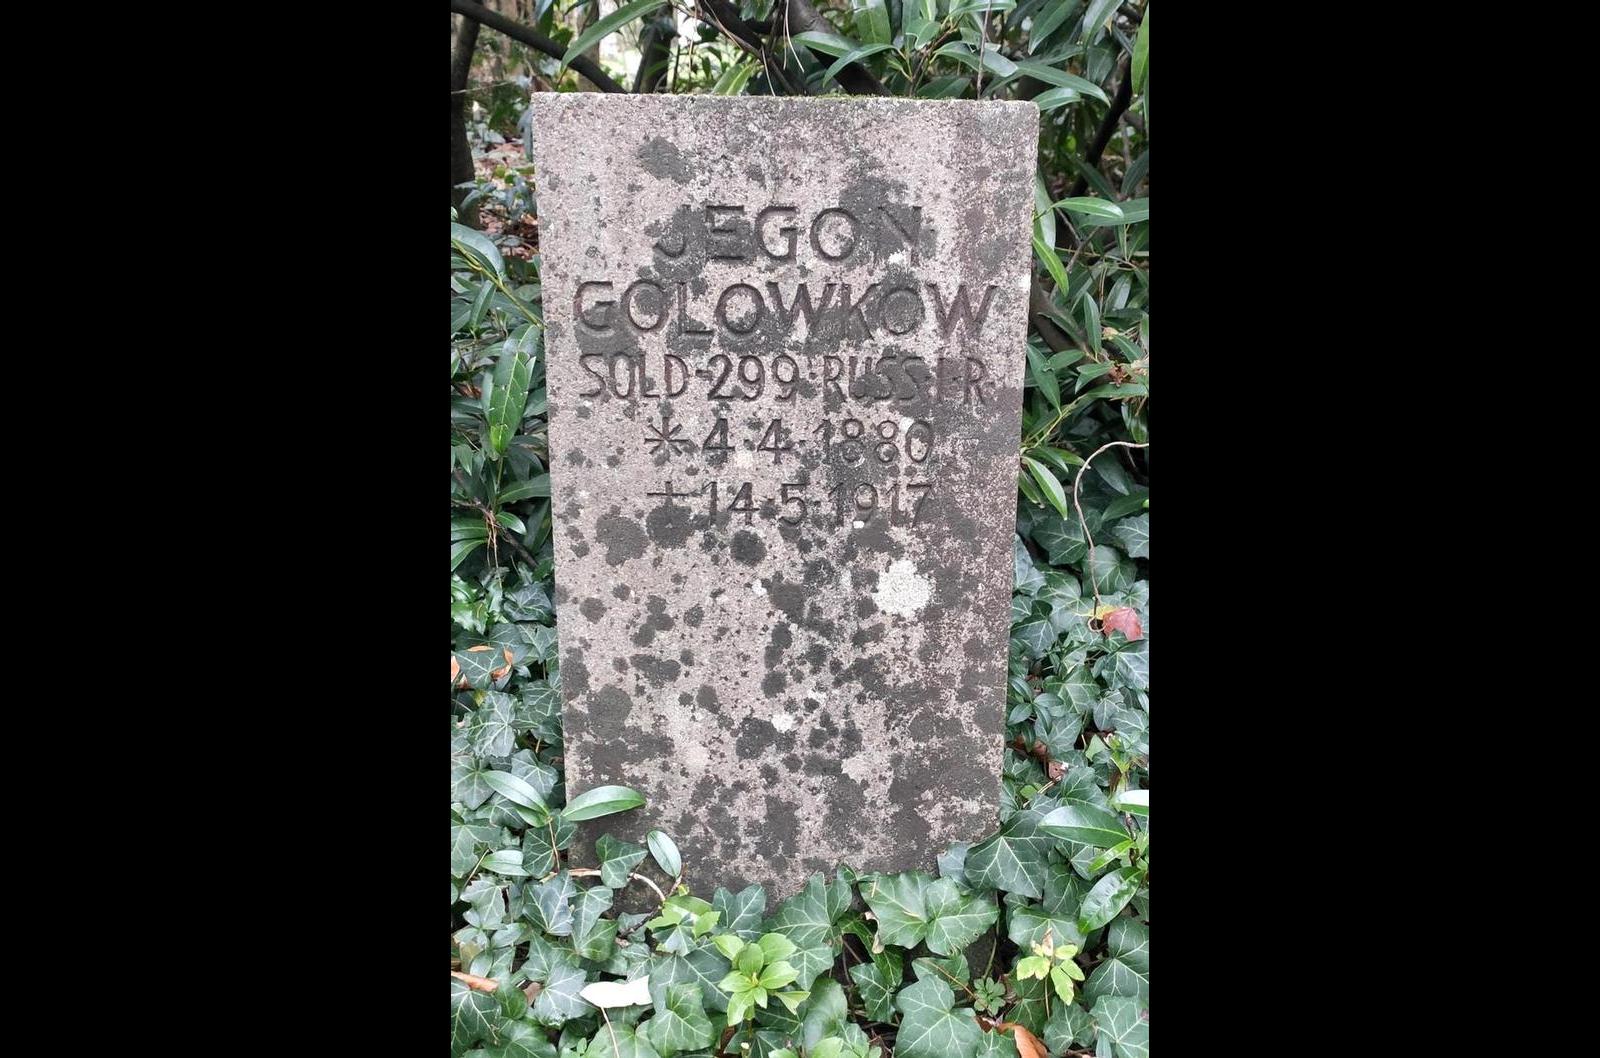 JEGON
GOLOWKOW
SOLD·299·RUSS·I·R·
* 4·4·1880
† 14·5·1917